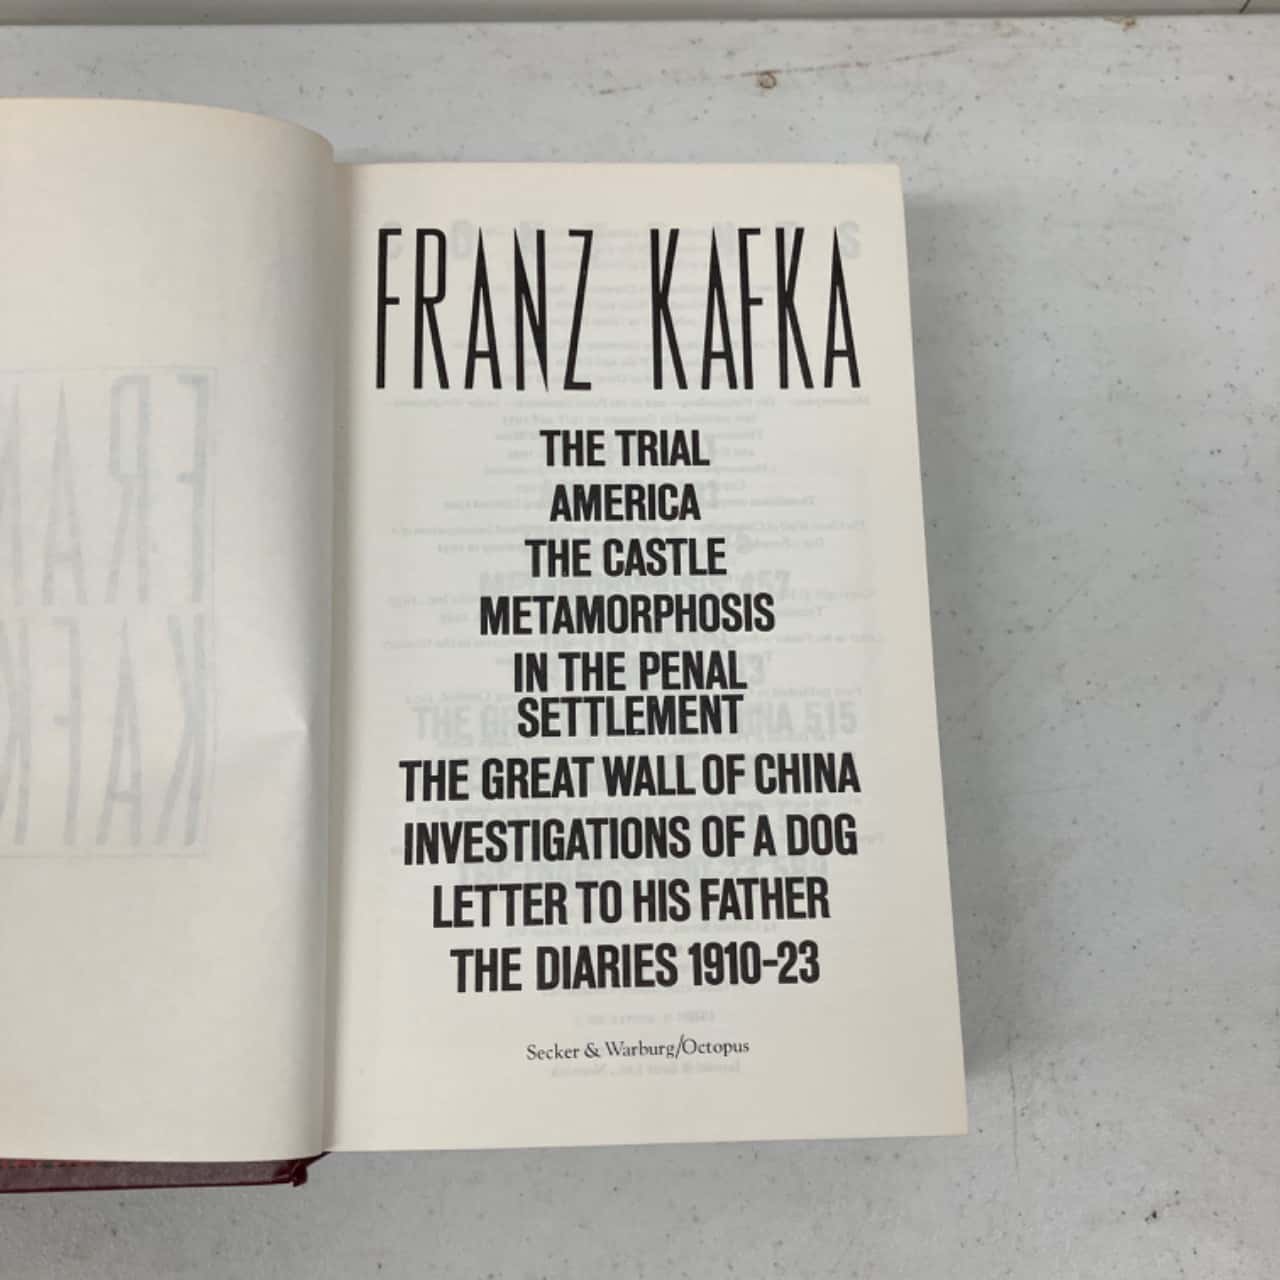 FRANZ KAFKA
THE TRIAL
AMERICA
THE CASTLE
METAMORPHOSIS
IN THE PENAL
SETTLEMENT
THE GREAT WALL OF CHINA
INVESTIGATIONS OF A DOG
LETTER TO HIS FATHER
THE DIARIES 1910-23
Secker & Warburg/Octopus